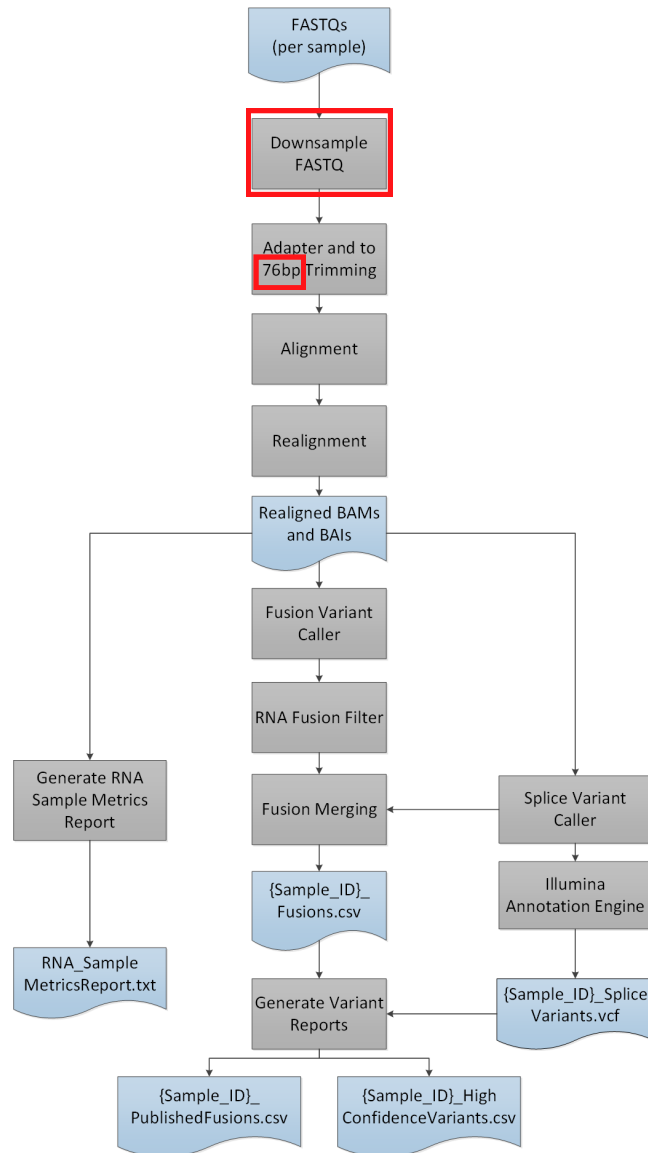 FASTQs
(per sample)
Downsample
FASTQ
Adapter and to
76bp Trimming
Alignment
Realignment
Realigned BAMs
and BAIs
Fusion Variant
Caller
RNA Fusion Filter
Generate RNA
Sample Metrics
Report
Fusion Merging
Splice Variant
Caller
{Sample_ID}_
Fusions.csv
Illumina
Annotation Engine
RNA_Sample
MetricsReport.txt
Generate Variant
Reports
{Sample_ID}_Splice
Variants.vcf
{Sample_ID}_
PublishedFusions.csv
{Sample_ID}_High
ConfidenceVariants.csv